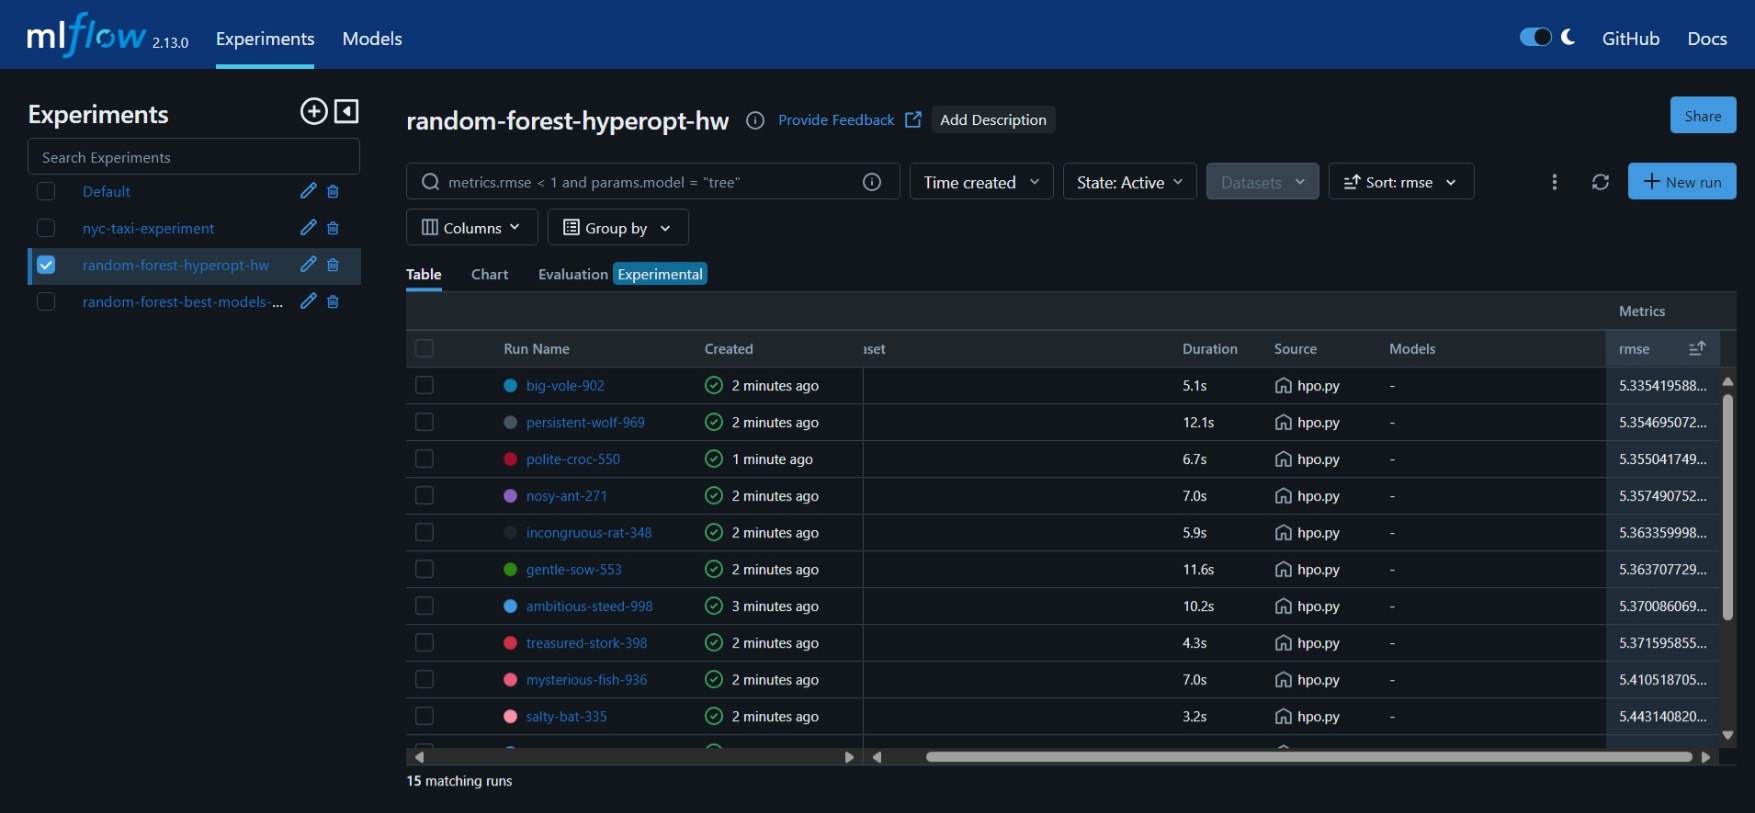 mlflow 2.13.0 Experiments Models GitHub Docs
Experiments
Search Experiments
Default
nyc-taxi-experiment
random-forest-hyperopt-hw
random-forest-best-models-...
random-forest-hyperopt-hw Provide Feedback Add Description Share
metrics.rmse < 1 and params.model = "tree" Time created State: Active Datasets Sort: rmse New run
Columns Group by
Table Chart Evaluation Experimental
Metrics
Run Name Created aset Duration Source Models rmse
big-vole-902 2 minutes ago 5.1s hpo.py - 5.335419588...
persistent-wolf-969 2 minutes ago 12.1s hpo.py - 5.354695072...
polite-croc-550 1 minute ago 6.7s hpo.py - 5.355041749...
nosy-ant-271 2 minutes ago 7.0s hpo.py - 5.357490752...
incongruous-rat-348 2 minutes ago 5.9s hpo.py - 5.363359998...
gentle-sow-553 2 minutes ago 11.6s hpo.py - 5.363707729...
ambitious-steed-998 3 minutes ago 10.2s hpo.py - 5.370086069...
treasured-stork-398 2 minutes ago 4.3s hpo.py - 5.371595855...
mysterious-fish-936 2 minutes ago 7.0s hpo.py - 5.410518705...
salty-bat-335 2 minutes ago 3.2s hpo.py - 5.443140820...
15 matching runs